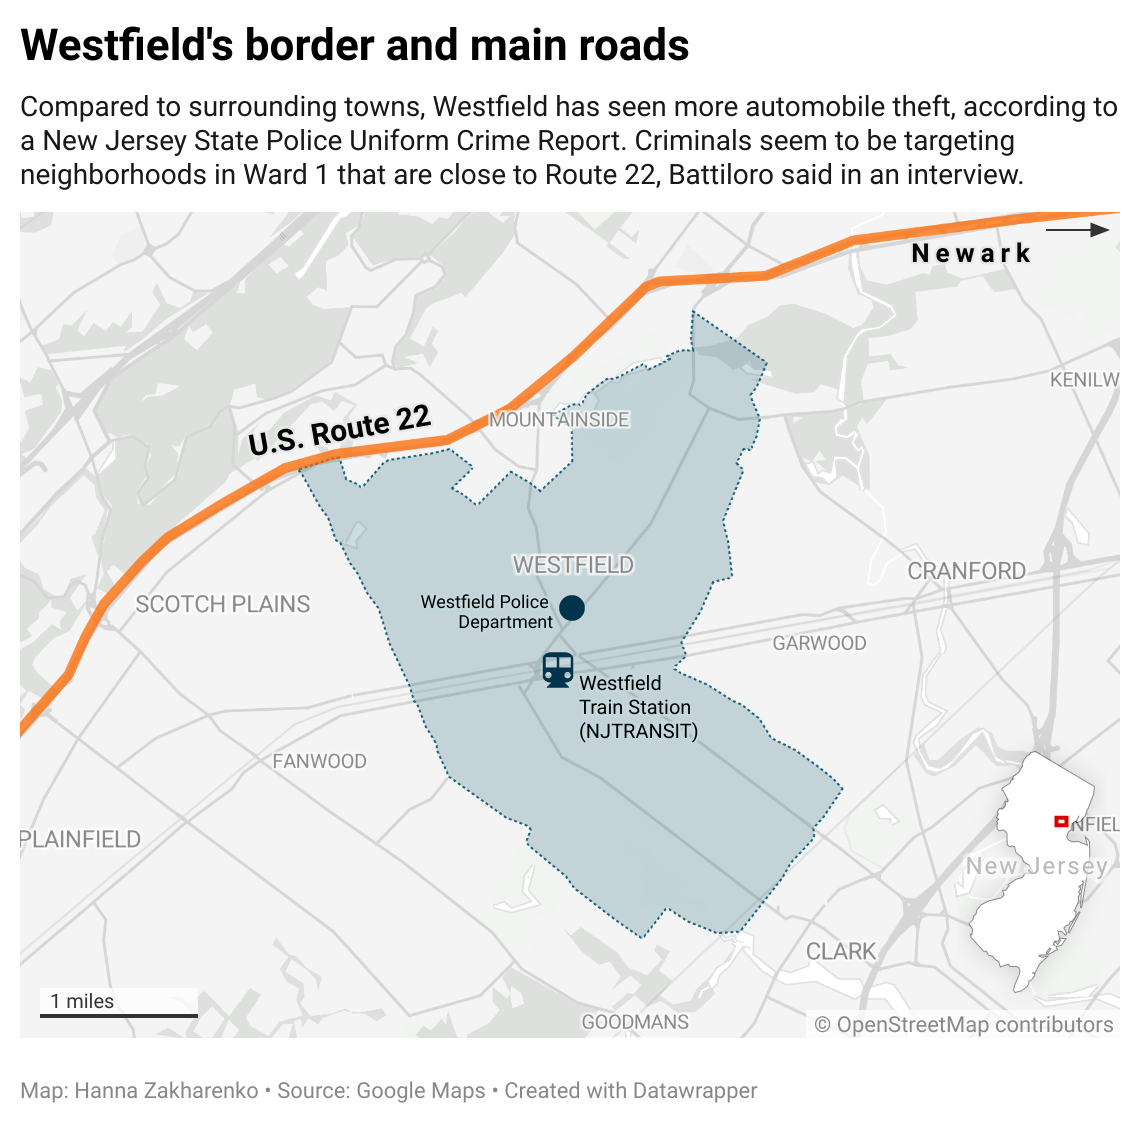 Westfield's border and main roads
Compared to surrounding towns, Westfield has seen more automobile theft, according to
a New Jersey State Police Uniform Crime Report. Criminals seem to be targeting
neighborhoods in Ward 1 that are close to Route 22, Battiloro said in an interview.
Newark
KENILW
U.S. Route 22
MOUNTAINSIDE
WESTFIELD
CRANFORD
SCOTCH PLAINS
Westfield Police
Department
GARWOOD
Westfield
Train Station
(NJTRANSIT)
FANWOOD
PLAINFIELD
NFIEL
New Jersey
CLARK
1 miles
GOODMANS
© OpenStreetMap contributors
Map: Hanna Zakharenko • Source: Google Maps • Created with Datawrapper